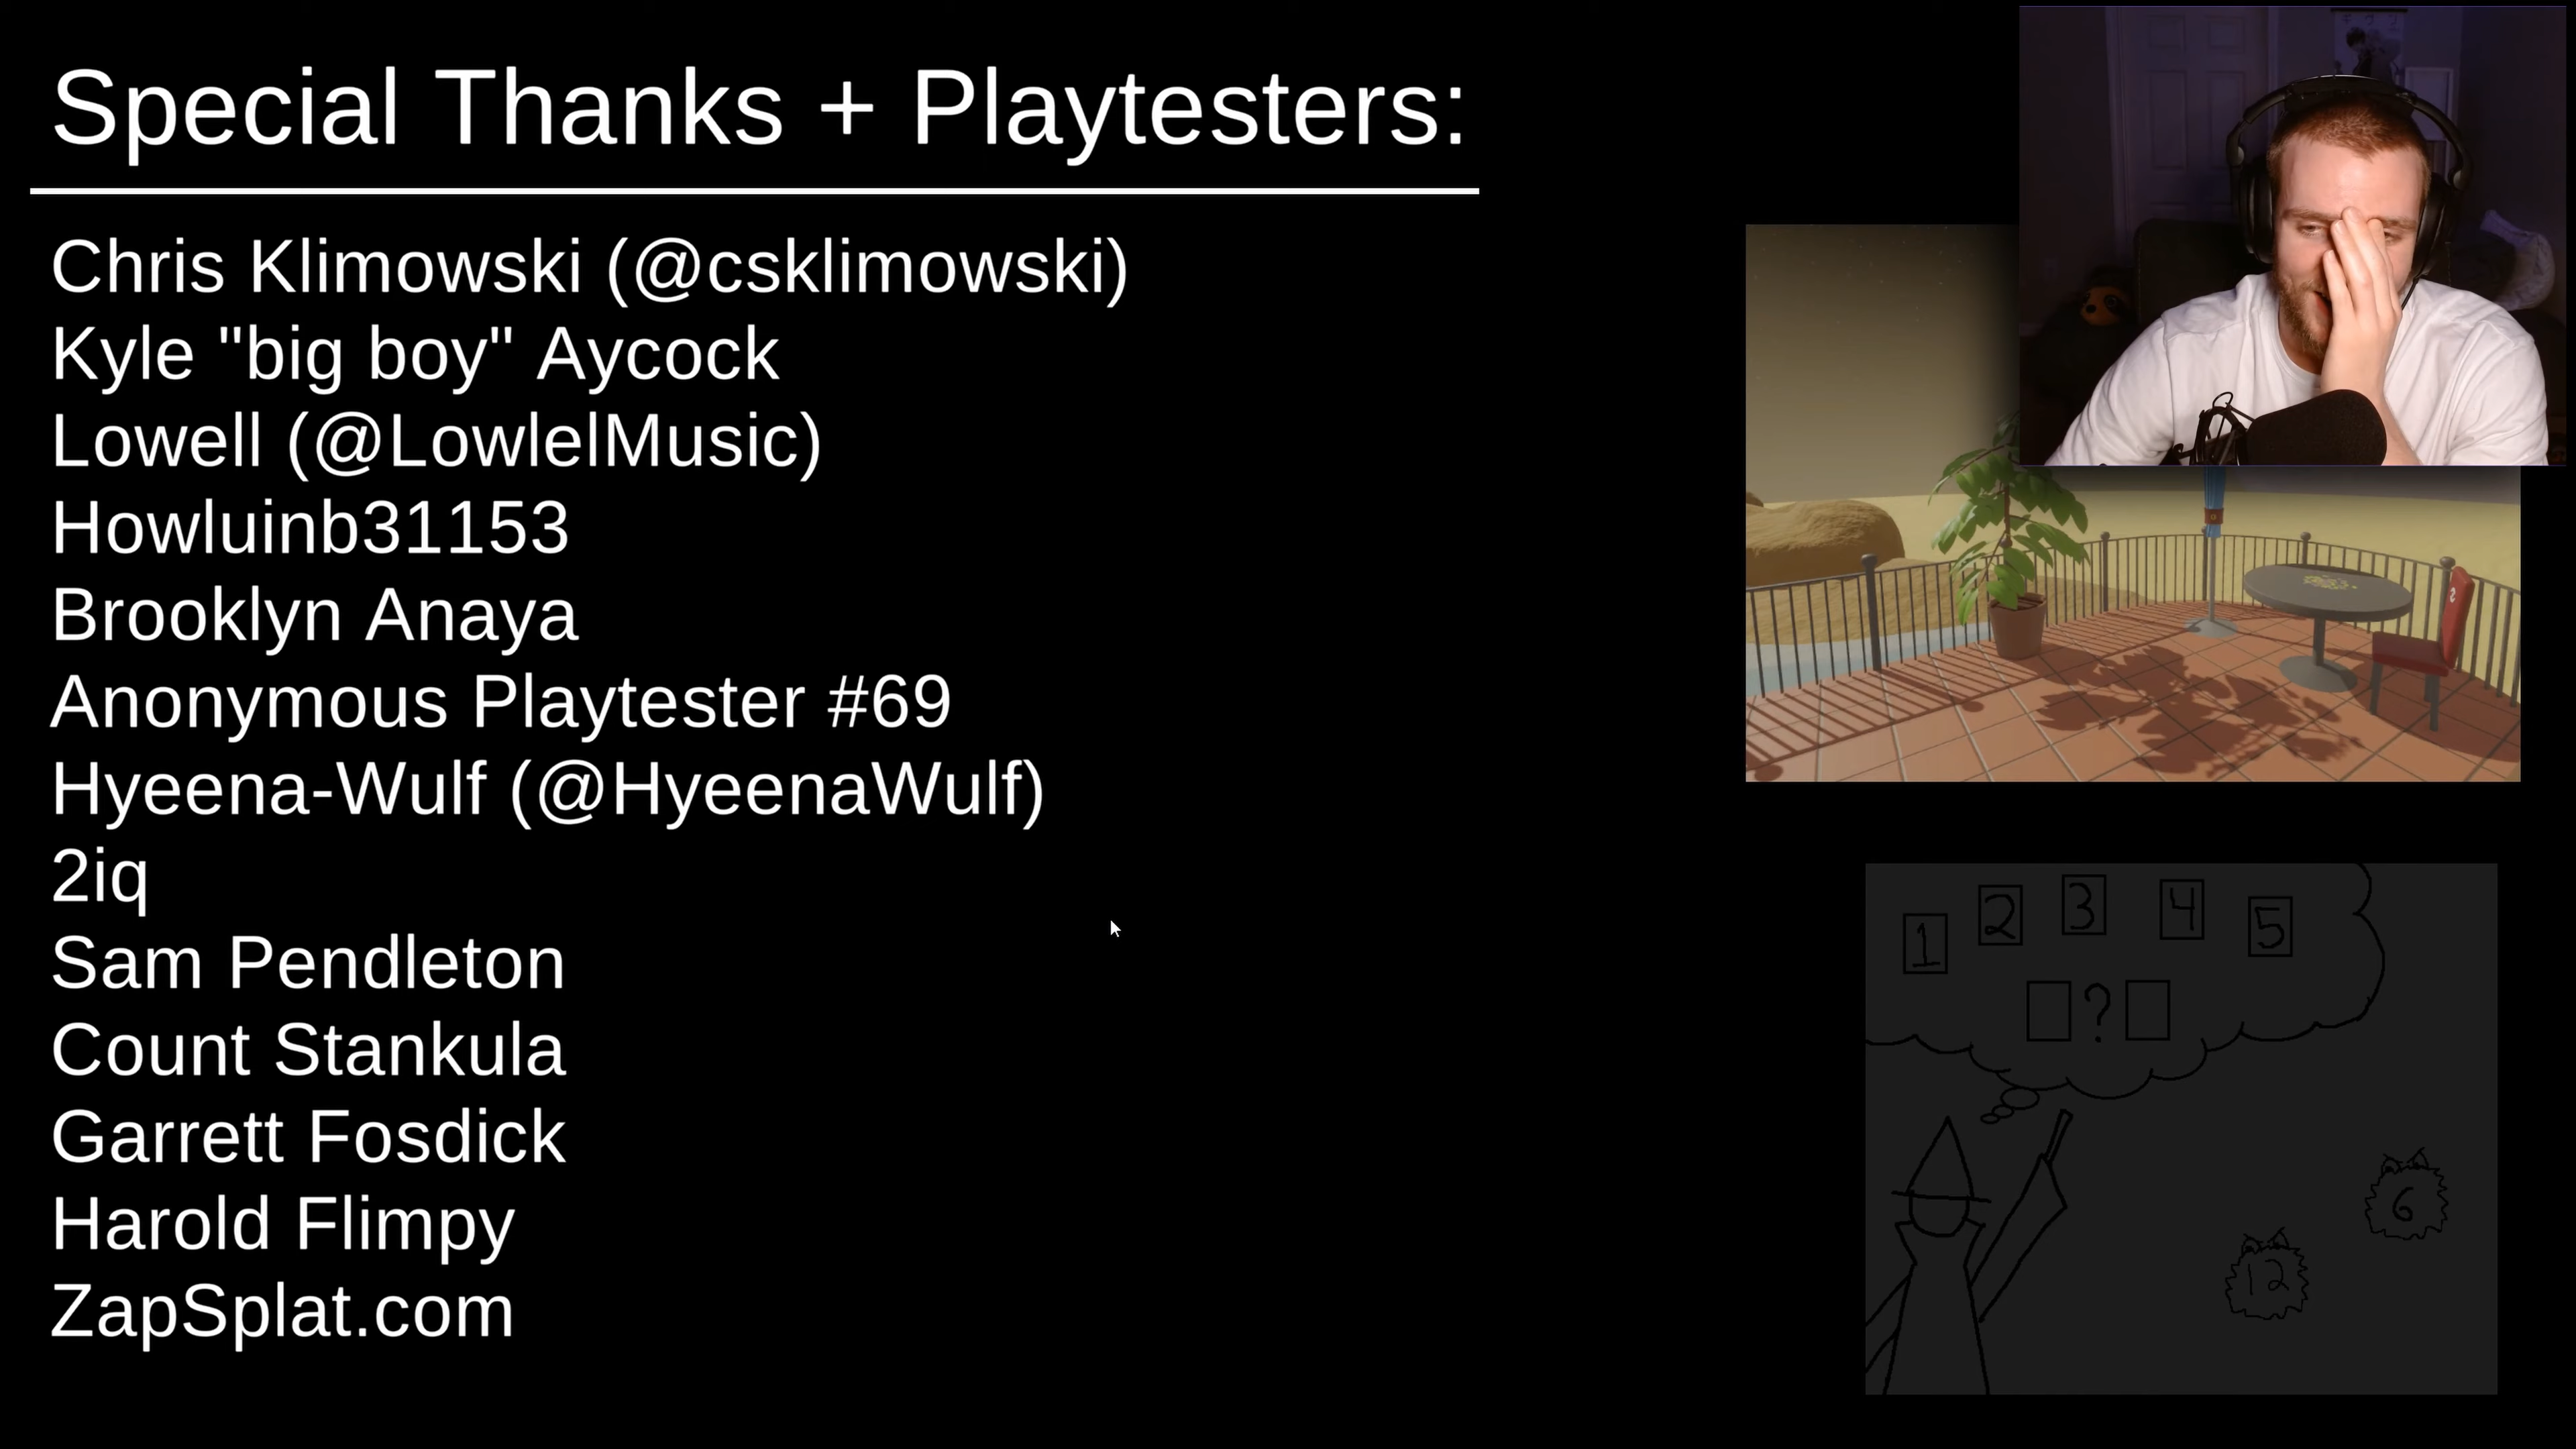 Special Thanks + Playtesters:
Chris Klimowski (@csklimowski)
Kyle "big boy" Aycock
Lowell (@LowlelMusic)
Howluinb31153
Brooklyn Anaya
Anonymous Playtester #69
Hyeena-Wulf (@HyeenaWulf)
2iq
Sam Pendleton
Count Stankula
Garrett Fosdick
Harold Flimpy
ZapSplat.com
1 2 3 4 5
?
6
12